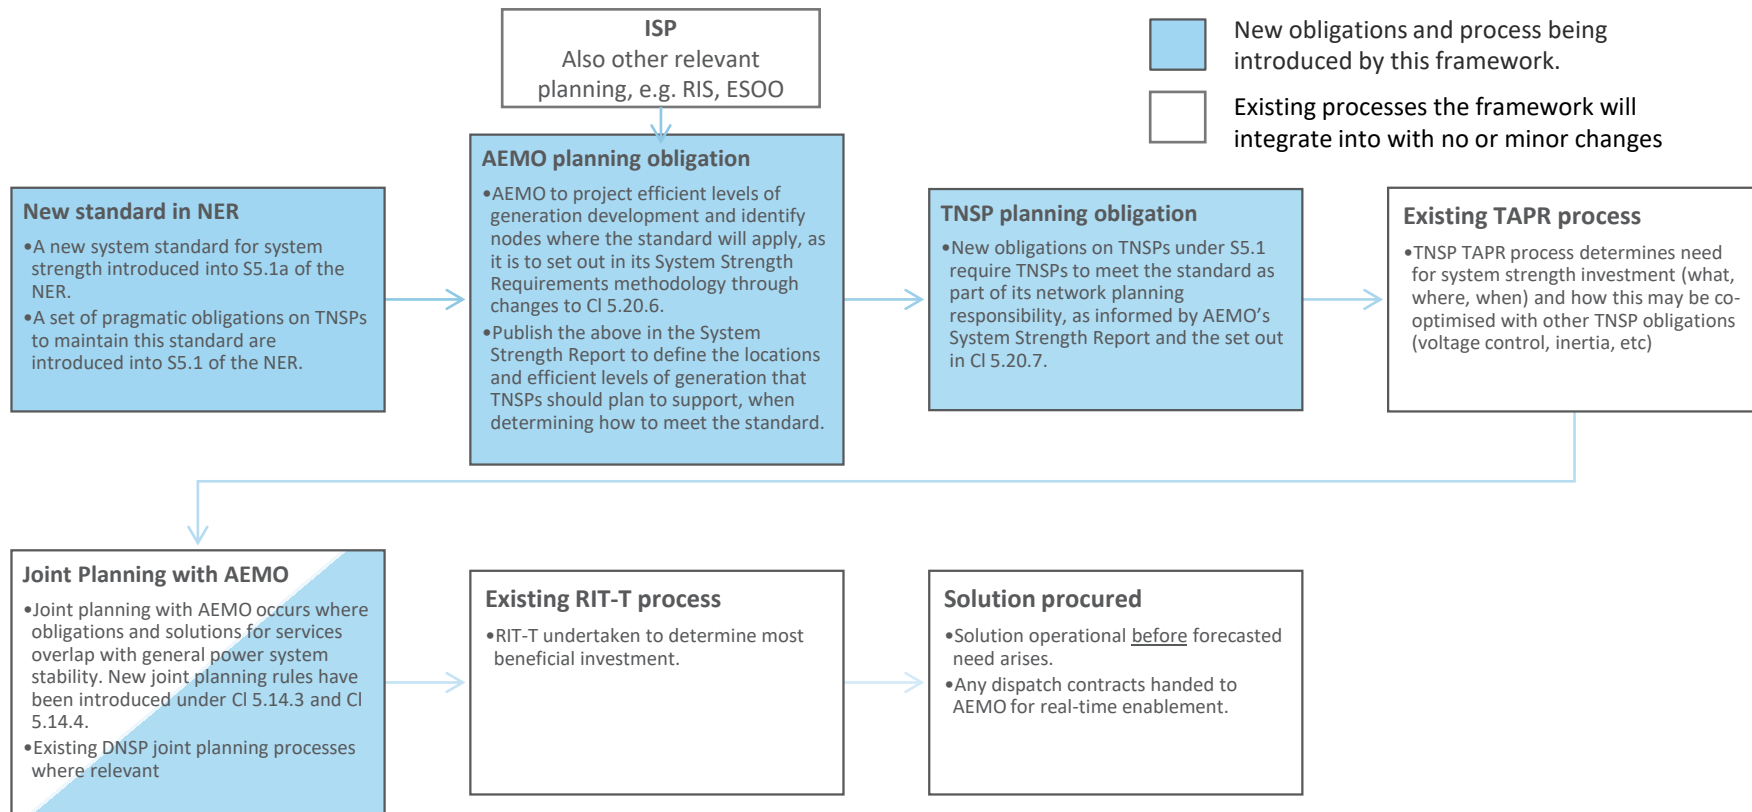 ISP
Also other relevant
planning, e.g. RIS, ESOO
New obligations and process being
introduced by this framework.
Existing processes the framework will
integrate into with no or minor changes
New standard in NER
•A new system standard for system
strength introduced into S5.1a of the
NER.
•A set of pragmatic obligations on TNSPs
to maintain this standard are
introduced into S5.1 of the NER.
AEMO planning obligation
•AEMO to project efficient levels of
generation development and identify
nodes where the standard will apply, as
it is to set out in its System Strength
Requirements methodology through
changes to Cl 5.20.6.
•Publish the above in the System
Strength Report to define the locations
and efficient levels of generation that
TNSPs should plan to support, when
determining how to meet the standard.
TNSP planning obligation
•New obligations on TNSPs under S5.1
require TNSPs to meet the standard as
part of its network planning
responsibility, as informed by AEMO’s
System Strength Report and the set out
in Cl 5.20.7.
Existing TAPR process
•TNSP TAPR process determines need
for system strength investment (what,
where, when) and how this may be co-
optimised with other TNSP obligations
(voltage control, inertia, etc)
Joint Planning with AEMO
•Joint planning with AEMO occurs where
obligations and solutions for services
overlap with general power system
stability. New joint planning rules have
been introduced under Cl 5.14.3 and Cl
5.14.4.
•Existing DNSP joint planning processes
where relevant
Existing RIT-T process
•RIT-T undertaken to determine most
beneficial investment.
Solution procured
•Solution operational before forecasted
need arises.
•Any dispatch contracts handed to
AEMO for real-time enablement.